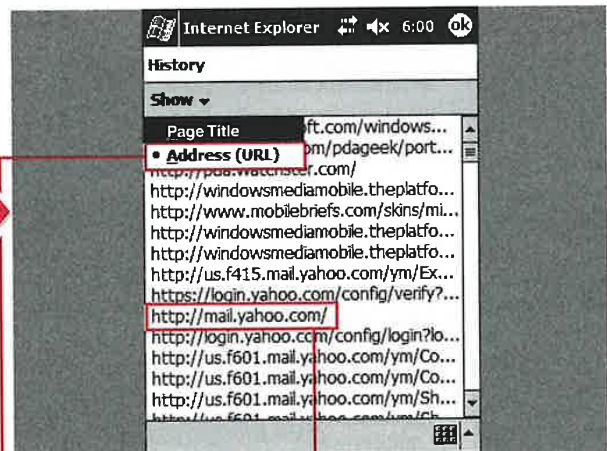 Internet Explorer 6:00 ok
History
Show
Page Title
ft.com/windows...
• Address (URL)
om/pdageek/port...
http://pda.watchster.com/
http://windowsmediamobile.theplatfo...
http://www.mobilebriefs.com/skins/mi...
http://windowsmediamobile.theplatfo...
http://windowsmediamobile.theplatfo...
http://us.f415.mail.yahoo.com/ym/Ex...
https://login.yahoo.com/config/verify?...
http://mail.yahoo.com/
http://login.yahoo.com/config/login?lo...
http://us.f601.mail.yahoo.com/ym/Co...
http://us.f601.mail.yahoo.com/ym/Co...
http://us.f601.mail.yahoo.com/ym/Sh...